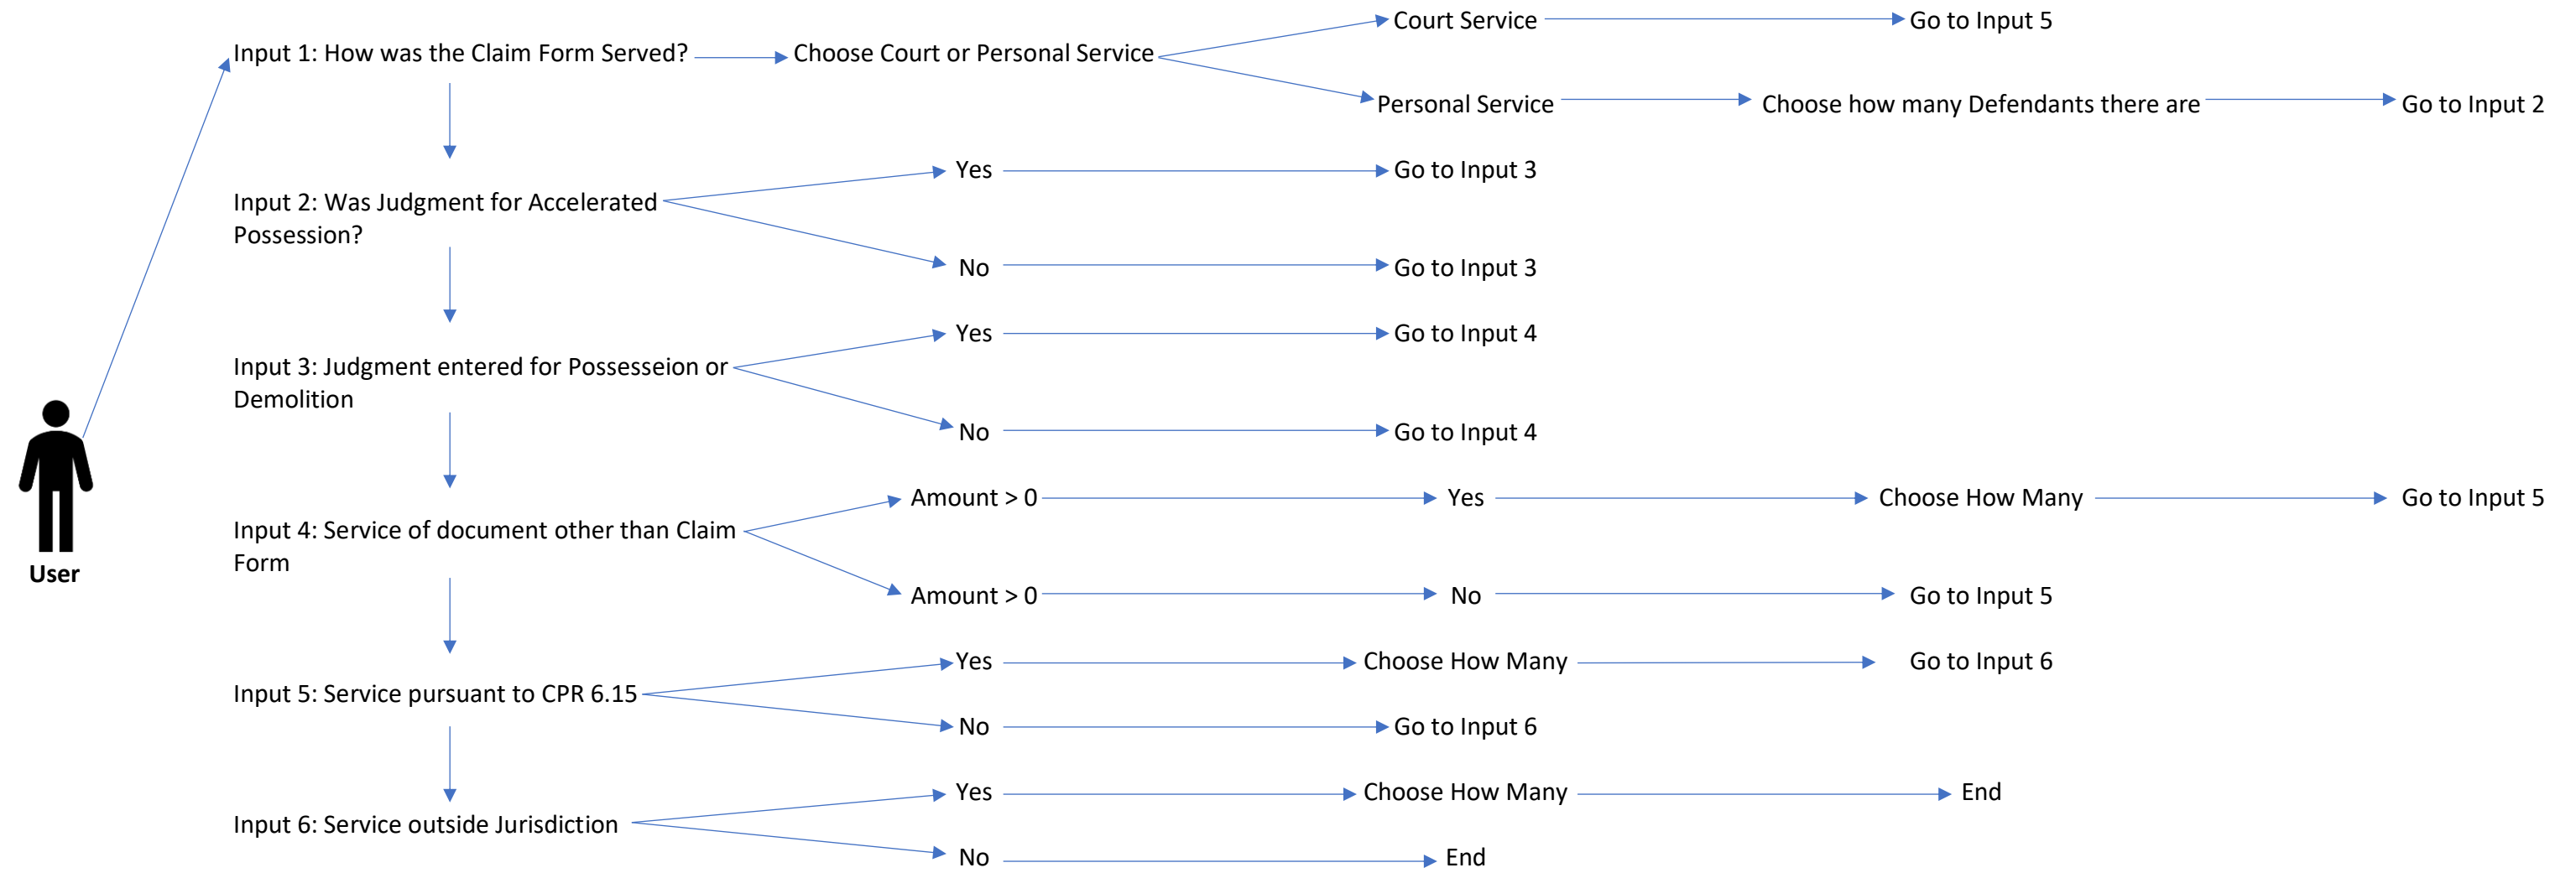 Court Service
Go to Input 5
Input 1: How was the Claim Form Served?
Choose Court or Personal Service
Personal Service
Choose how many Defendants there are
Go to Input 2
Yes
Go to Input 3
Input 2: Was Judgment for Accelerated
Possession?
No
Go to Input 3
Yes
Go to Input 4
Input 3: Judgment entered for Possesseion or
Demolition
No
Go to Input 4
Amount > 0
Yes
Choose How Many
Go to Input 5
Input 4: Service of document other than Claim
Form
User
Amount > 0
No
Go to Input 5
Yes
Choose How Many
Go to Input 6
Input 5: Service pursuant to CPR 6.15
No
Go to Input 6
Yes
Choose How Many
End
Input 6: Service outside Jurisdiction
No
End